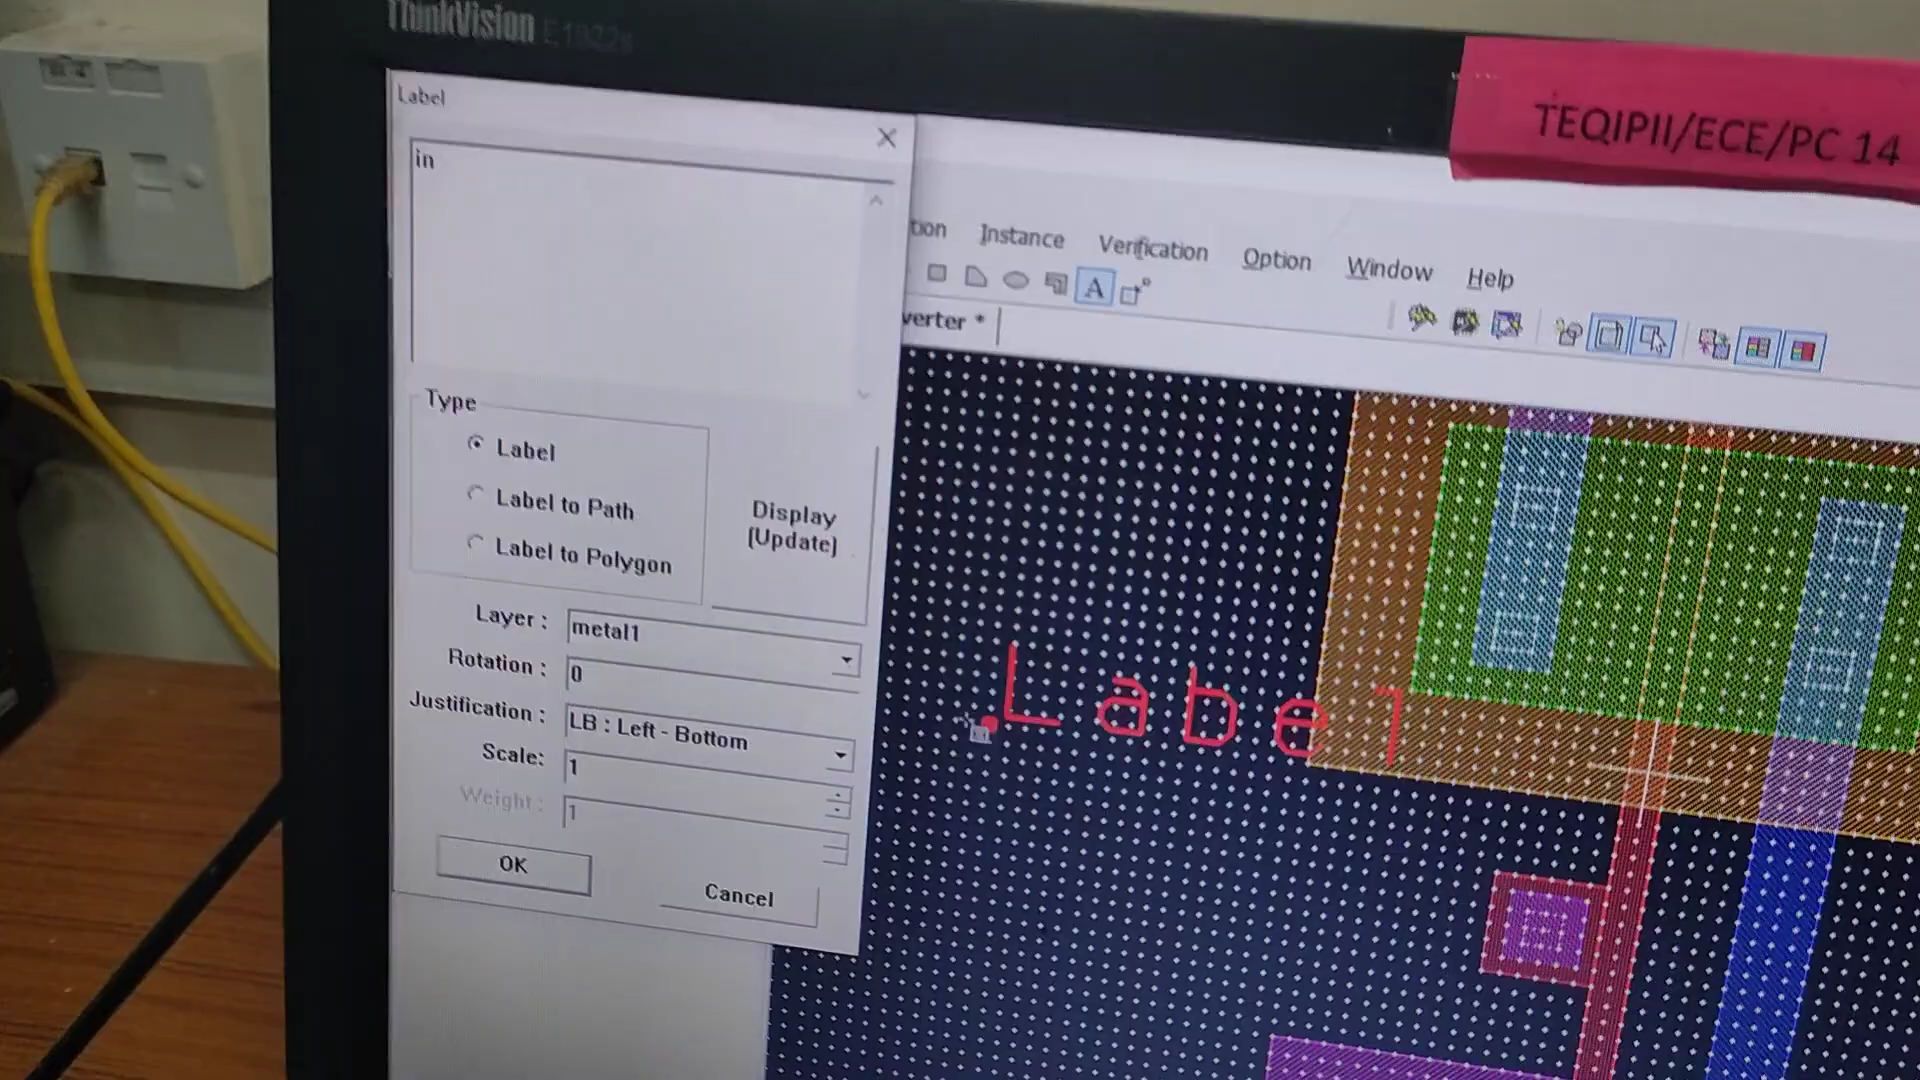 ThinkVision E1922s
TEQIPII/ECE/PC 14
Label
in
tion Instance Verification Option Window Help
A
verter *
Type
Label
Label to Path
Label to Polygon
Display
(Update)
Layer :
metal1
Rotation :
0
Justification :
LB : Left - Bottom
Scale:
1
Weight :
1
OK
Cancel
Label